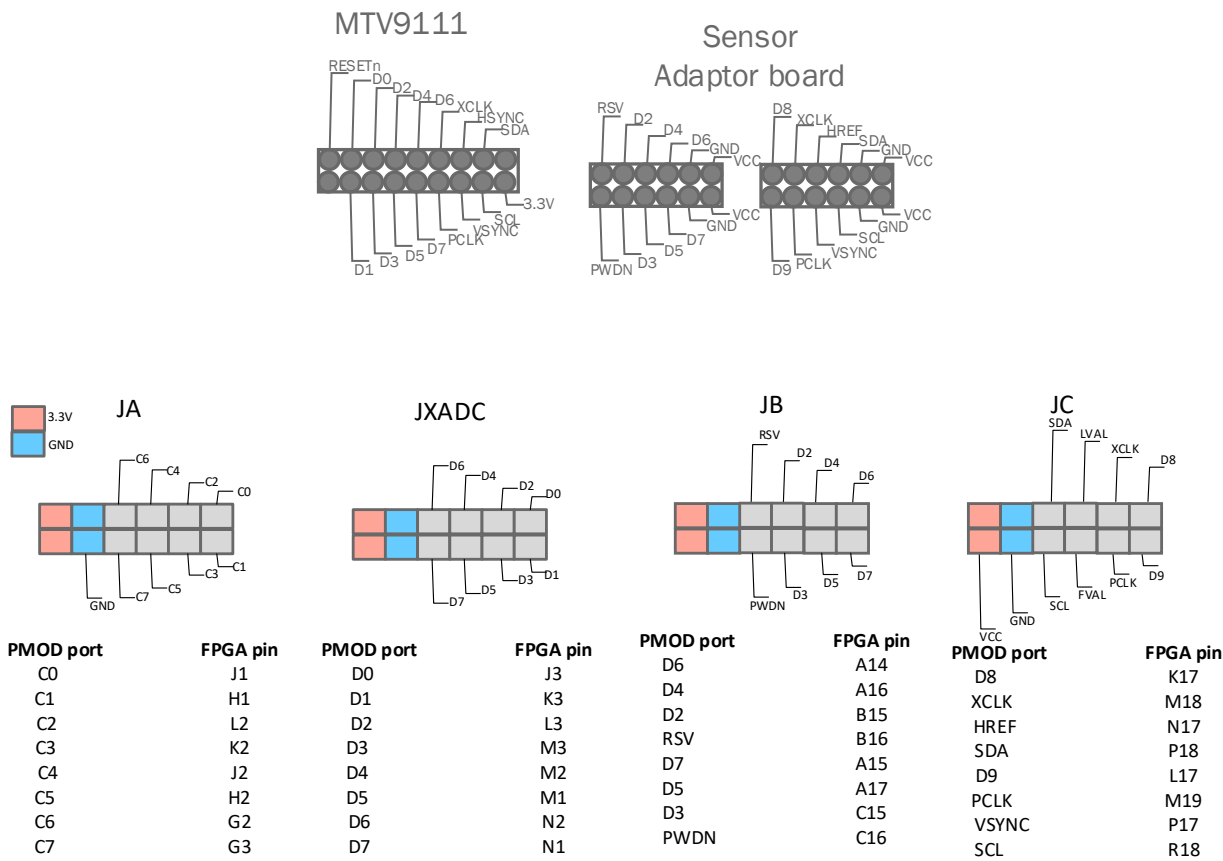 MTV9111
Sensor
Adaptor board
RESETn
D0
D2
D4
D6
XCLK
HSYNC
SDA
3.3V
SCL
VSYNC
PCLK
D7
D5
D3
D1
RSV
D2
D4
D6
GND
VCC
VCC
GND
D7
D5
D3
PWDN
D8
XCLK
HREF
SDA
GND
VCC
VCC
GND
SCL
VSYNC
PCLK
D9
3.3V
GND
JA
C6
C4
C2
C0
C1
C3
C5
C7
GND
JXADC
D6
D4
D2
D0
D1
D3
D5
D7
JB
RSV
D2
D4
D6
D7
D5
D3
PWDN
JC
SDA
LVAL
XCLK
D8
D9
PCLK
FVAL
SCL
GND
VCC
PMOD port FPGA pin
C0 J1
C1 H1
C2 L2
C3 K2
C4 J2
C5 H2
C6 G2
C7 G3
PMOD port FPGA pin
D0 J3
D1 K3
D2 L3
D3 M3
D4 M2
D5 M1
D6 N2
D7 N1
PMOD port FPGA pin
D6 A14
D4 A16
D2 B15
RSV B16
D7 A15
D5 A17
D3 C15
PWDN C16
PMOD port FPGA pin
D8 K17
XCLK M18
HREF N17
SDA P18
D9 L17
PCLK M19
VSYNC P17
SCL R18